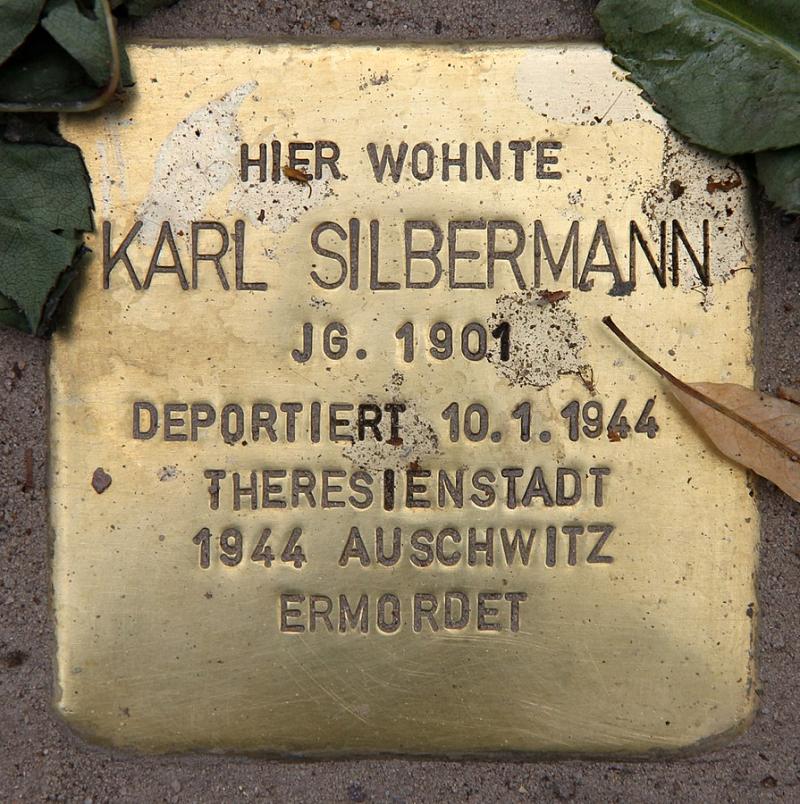 HIER WOHNTE
KARL SILBERMANN
JG. 1901
DEPORTIERT 10.1.1944
THERESIENSTADT
1944 AUSCHWITZ
ERMORDET